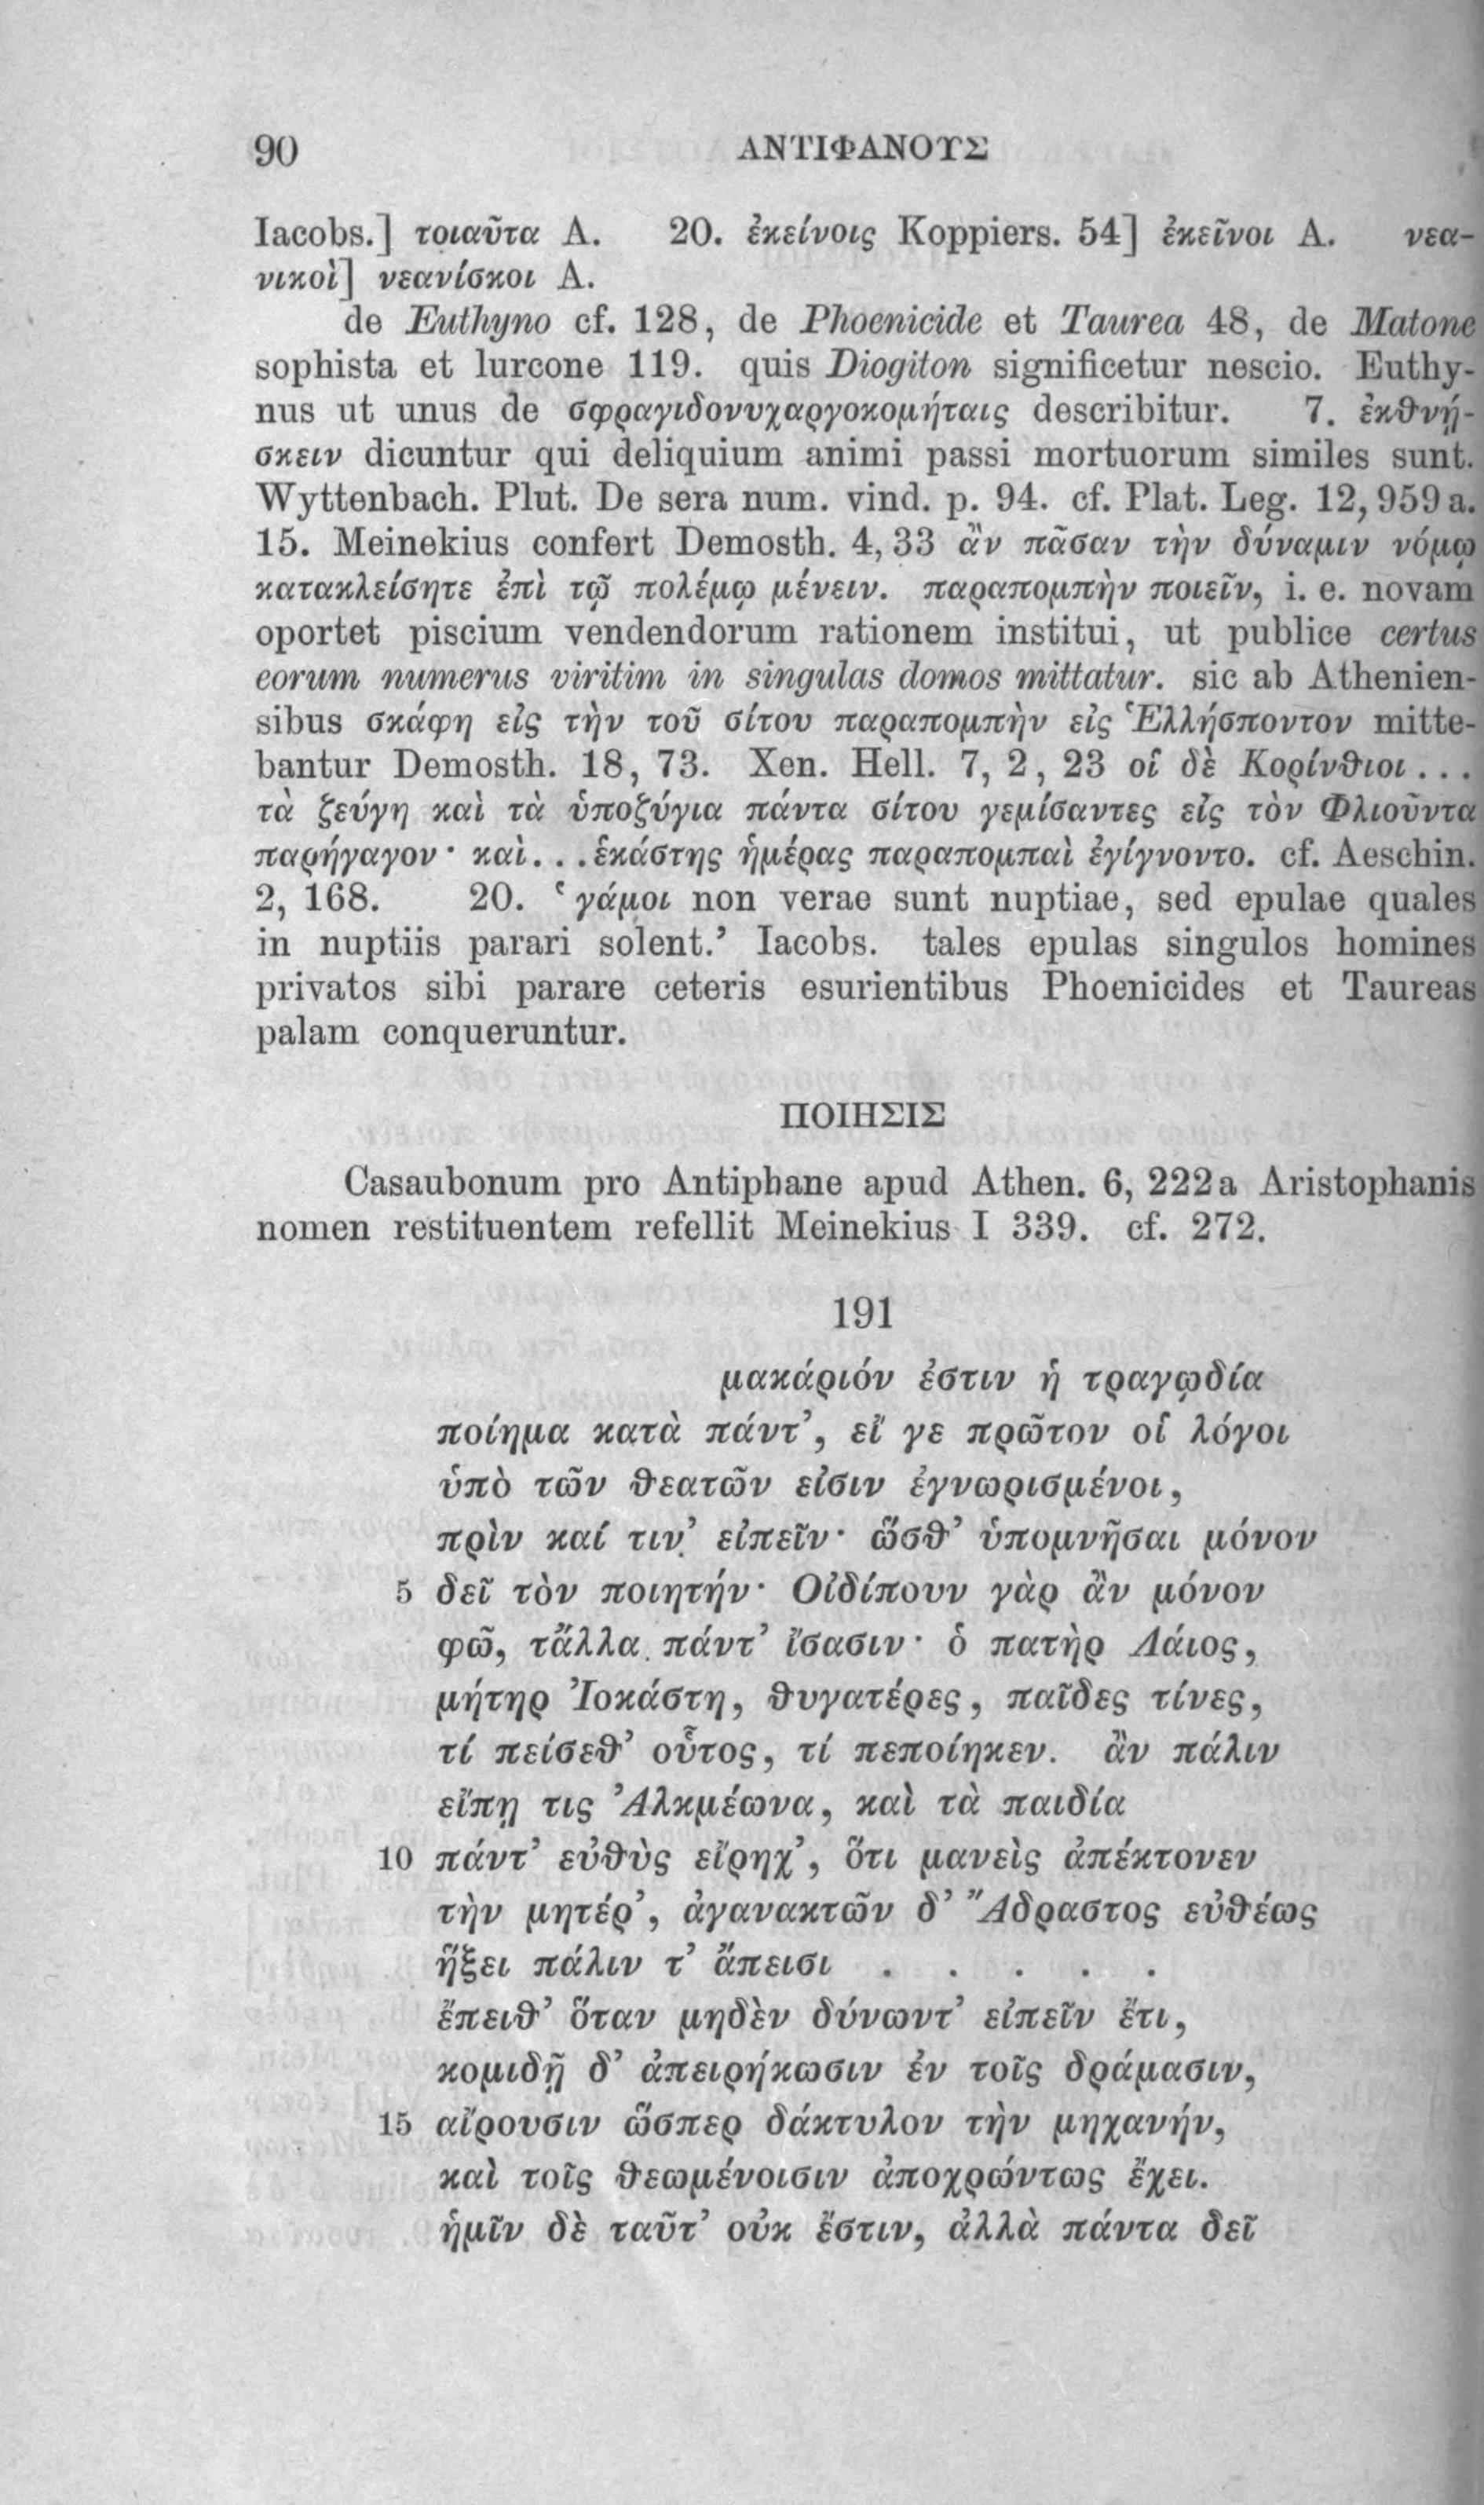 90 ΑΝΤΙΦΑΝΟΥΣ
Iacobs.] τοιαῦτα A. 20. ἐκείνοις Koppiers. 54] ἐκεῖνοι A. νεα-
νικοὶ] νεανίσκοι A.
de Euthyno cf. 128, de Phoenicide et Taurea 48, de Matone
sophista et lurcone 119. quis Diogiton significetur nescio. Euthy-
nus ut unus de σφραγιδονυχαργοκομήταις describitur. 7. ἐκθνῄ-
σκειν dicuntur qui deliquium animi passi mortuorum similes sunt.
Wyttenbach. Plut. De sera num. vind. p. 94. cf. Plat. Leg. 12, 959 a.
15. Meinekius confert Demosth. 4, 33 ἂν πᾶσαν τὴν δύναμιν νόμῳ
κατακλείσητε ἐπὶ τῷ πολέμῳ μένειν. παραπομπὴν ποιεῖν, i. e. novam
oportet piscium vendendorum rationem institui, ut publice certus
eorum numerus viritim in singulas domos mittatur. sic ab Athenien-
sibus σκάφη εἰς τὴν τοῦ σίτου παραπομπὴν εἰς Ἑλλήσποντον mitte-
bantur Demosth. 18, 73. Xen. Hell. 7, 2, 23 οἱ δὲ Κορίνθιοι . . .
τὰ ζεύγη καὶ τὰ ὑποζύγια πάντα σίτου γεμίσαντες εἰς τὸν Φλιοῦντα
παρήγαγον· καὶ. . .ἑκάστης ἡμέρας παραπομπαὶ ἐγίγνοντο. cf. Aeschin.
2, 168. 20. ‘γάμοι non verae sunt nuptiae, sed epulae quales
in nuptiis parari solent.’ Iacobs. tales epulas singulos homines
privatos sibi parare ceteris esurientibus Phoenicides et Taureas
palam conqueruntur.
ΠΟΙΗΣΙΣ
Casaubonum pro Antiphane apud Athen. 6, 222 a Aristophanis
nomen restituentem refellit Meinekius I 339. cf. 272.
191
μακάριόν ἐστιν ἡ τραγῳδία
ποίημα κατὰ πάντ’, εἴ γε πρῶτον οἱ λόγοι
ὑπὸ τῶν θεατῶν εἰσιν ἐγνωρισμένοι,
πρὶν καί τιν’ εἰπεῖν· ὥσθ’ ὑπομνῆσαι μόνον
5 δεῖ τὸν ποιητήν· Οἰδίπουν γὰρ ἂν μόνον
φῶ, τἄλλα πάντ’ ἴσασιν· ὁ πατὴρ Λάιος,
μήτηρ Ἰοκάστη, θυγατέρες, παῖδες τίνες,
τί πείσεθ’ οὗτος, τί πεποίηκεν. ἂν πάλιν
εἴπῃ τις Ἀλκμέωνα, καὶ τὰ παιδία
10 πάντ’ εὐθὺς εἴρηχ’, ὅτι μανεὶς ἀπέκτονεν
τὴν μητέρ’, ἀγανακτῶν δ’ Ἄδραστος εὐθέως
ἥξει πάλιν τ’ ἄπεισι . . . . .
ἔπειθ’ ὅταν μηδὲν δύνωντ’ εἰπεῖν ἔτι,
κομιδῇ δ’ ἀπειρήκωσιν ἐν τοῖς δράμασιν,
15 αἴρουσιν ὥσπερ δάκτυλον τὴν μηχανήν,
καὶ τοῖς θεωμένοισιν ἀποχρώντως ἔχει.
ἡμῖν δὲ ταῦτ’ οὐκ ἔστιν, ἀλλὰ πάντα δεῖ